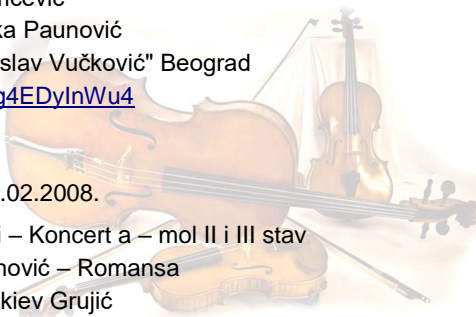 ka Paunović
slav Vučković" Beograd
g4EDyInWu4
.02.2008.
i – Koncert a – mol II i III stav
nović – Romansa
kiev Grujić